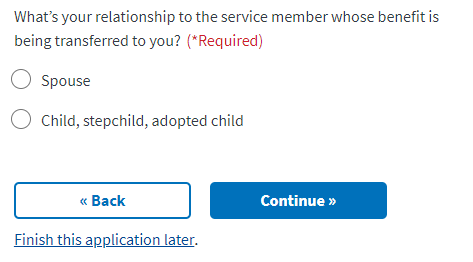 What's your relationship to the service member whose benefit is
being transferred to you? (*Required)
Spouse
Child, stepchild, adopted child
« Back
Continue »
Finish this application later.